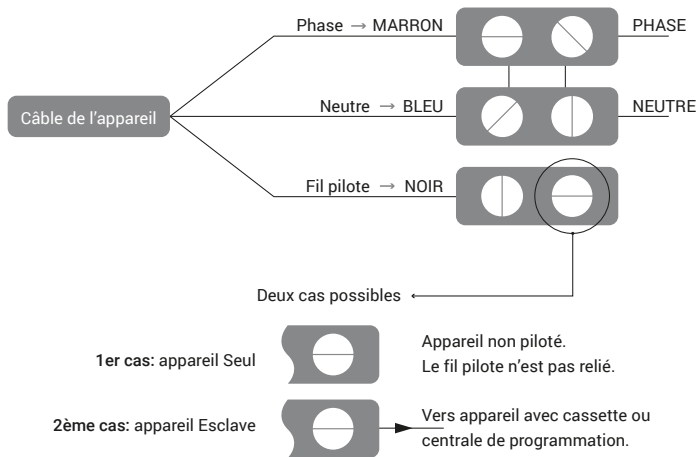 Phase → MARRON
PHASE
Câble de l'appareil
Neutre → BLEU
NEUTRE
Fil pilote → NOIR
Deux cas possibles
1er cas: appareil Seul
Appareil non piloté.
Le fil pilote n'est pas relié.
2ème cas: appareil Esclave
Vers appareil avec cassette ou
centrale de programmation.